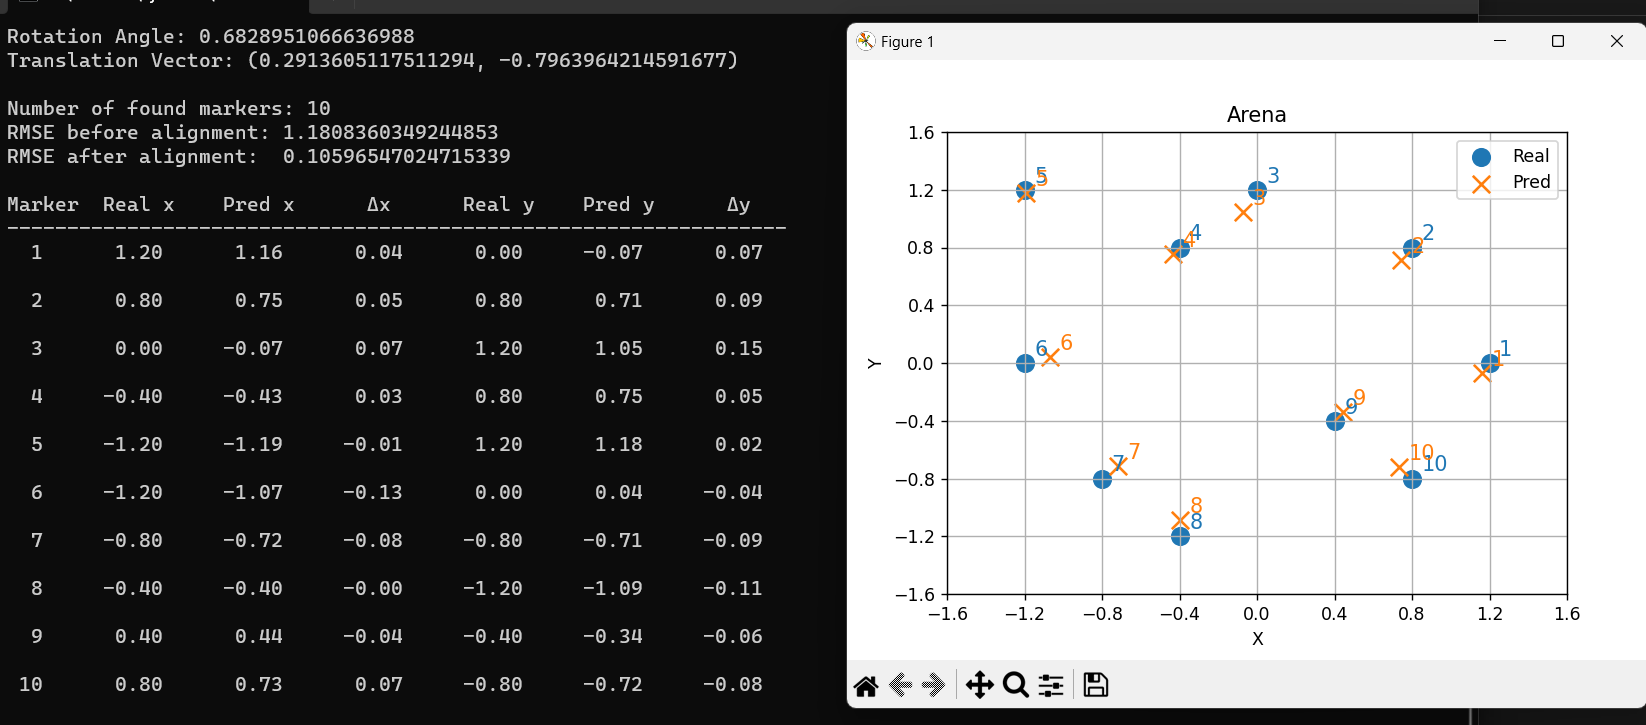 Rotation Angle: 0.6828951066636988
Translation Vector: (0.2913605117511294, -0.7963964214591677)
Number of found markers: 10
RMSE before alignment: 1.1808360349244853
RMSE after alignment:  0.10596547024715339
Marker  Real x    Pred x      Δx      Real y    Pred y      Δy
-----------------------------------------------------------------
1      1.20      1.16     0.04     0.00     -0.07     0.07
2      0.80      0.75     0.05     0.80     0.71     0.09
3      0.00      -0.07     0.07     1.20     1.05     0.15
4      -0.40      -0.43     0.03     0.80     0.75     0.05
5      -1.20      -1.19     -0.01     1.20     1.18     0.02
6      -1.20      -1.07     -0.13     0.00     0.04     -0.04
7      -0.80      -0.72     -0.08     -0.80     -0.71     -0.09
8      -0.40      -0.40     -0.00     -1.20     -1.09     -0.11
9      0.40      0.44     -0.04     -0.40     -0.34     -0.06
10      0.80      0.73     0.07     -0.80     -0.72     -0.08
Figure 1
Arena
Real
Pred
1.6
1.2
0.8
0.4
0.0
−0.4
−0.8
−1.2
−1.6
Y
5
5
3
3
4
4
2
2
6
6
1
1
9
9
7
7
10
10
8
8
−1.6 −1.2 −0.8 −0.4 0.0 0.4 0.8 1.2 1.6
X